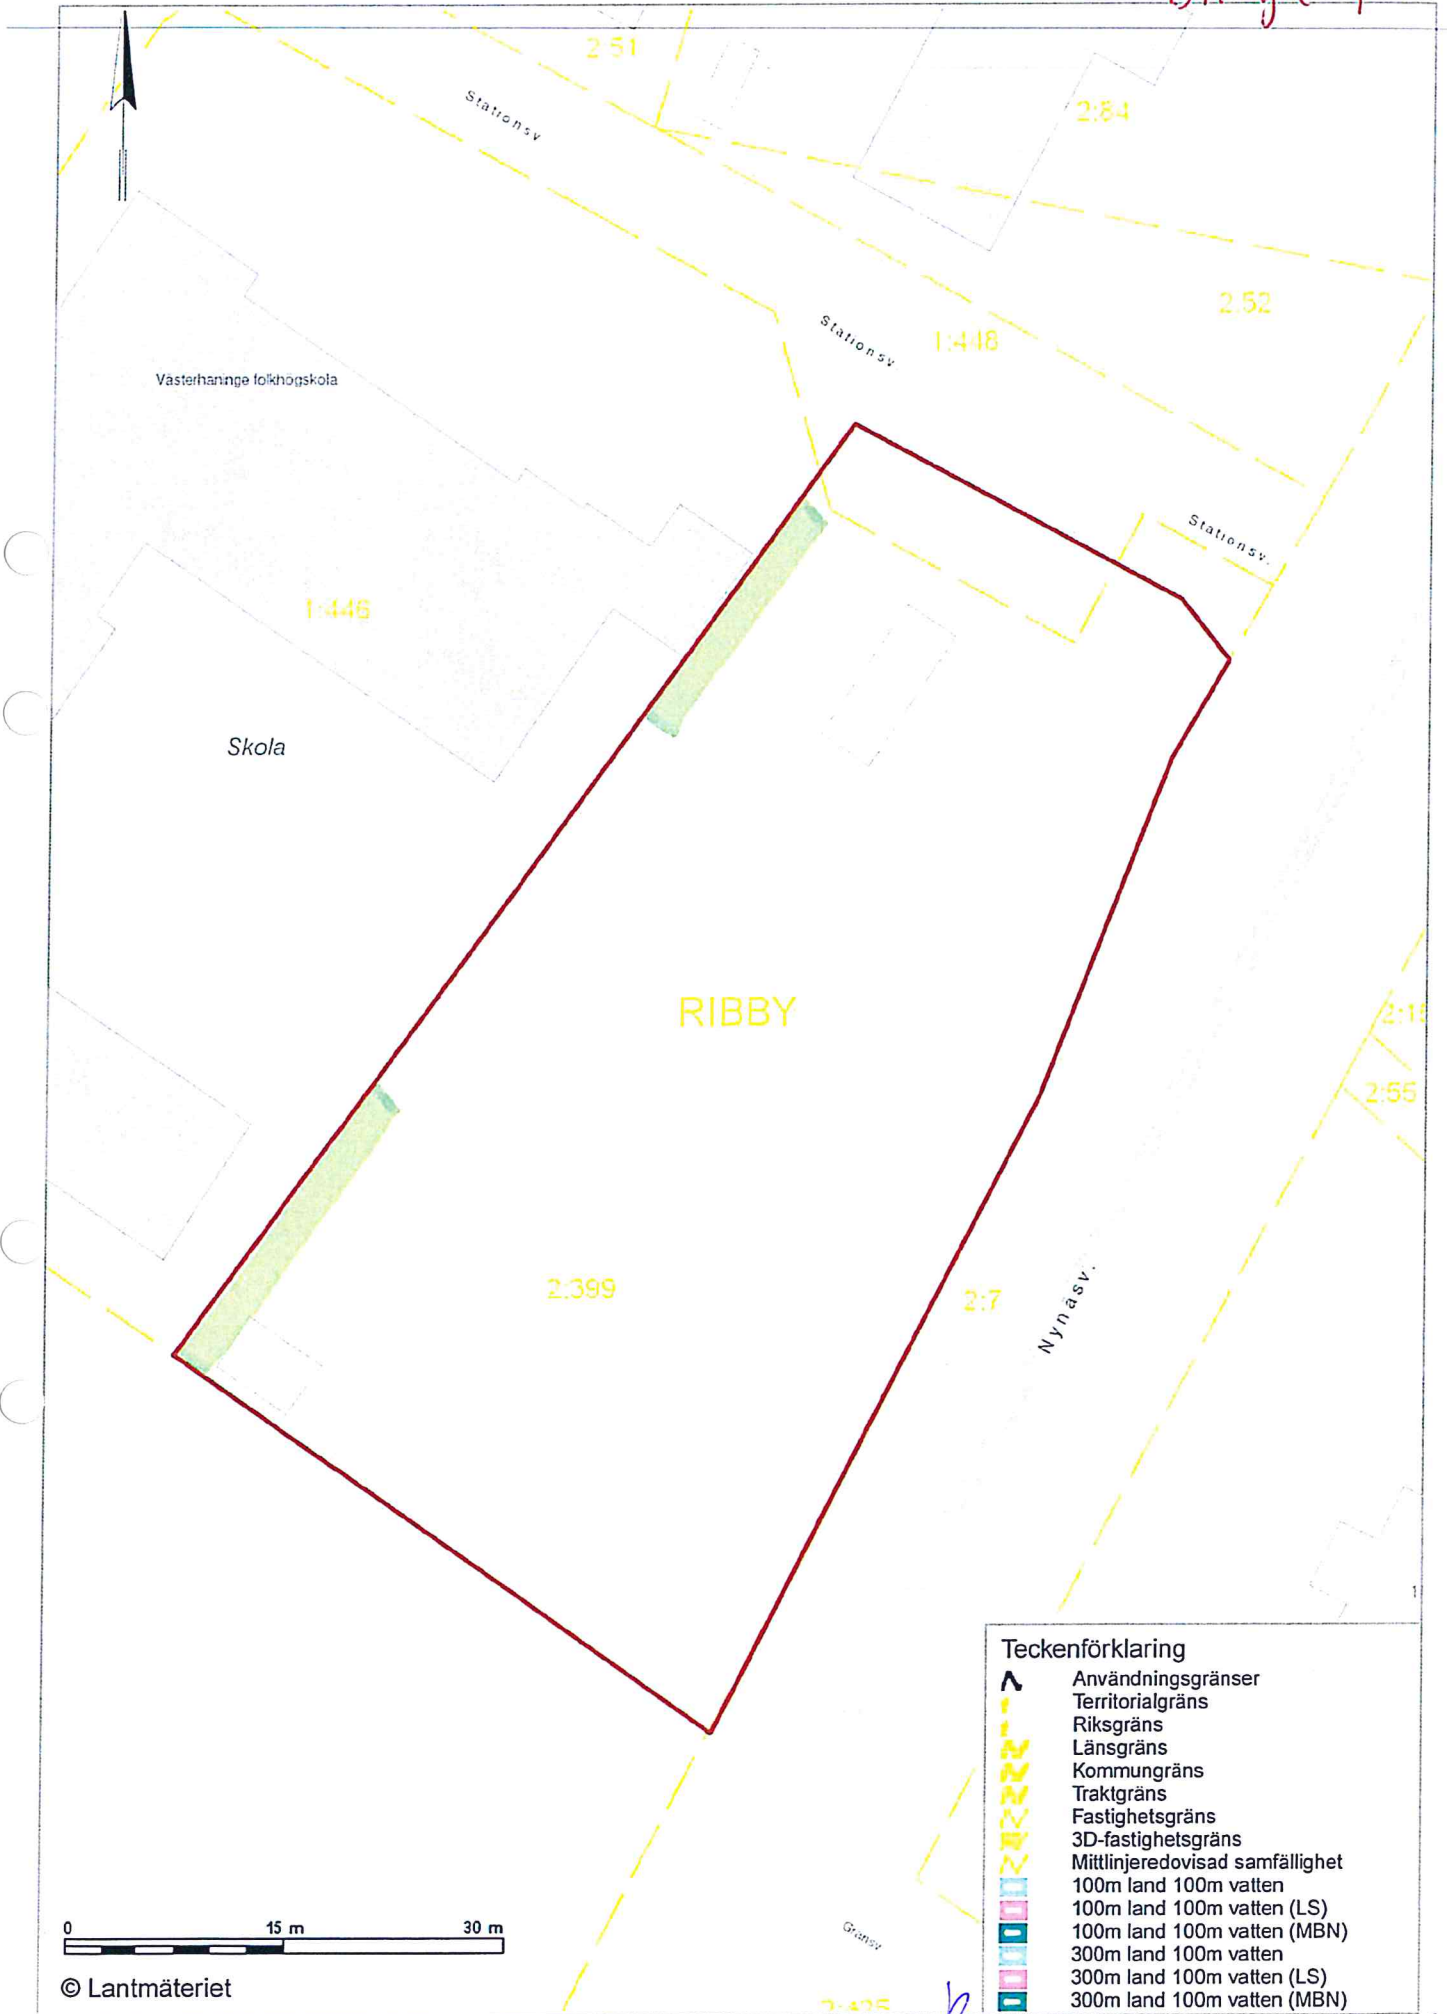 2:51
Stationsv
2:84
2:52
Stationsv
1:448
Västerhaninge folkhögskola
Stationsv.
1:446
Skola
RIBBY
2:55
2:399
2:7
Nynäsv.
1
Teckenförklaring
Användningsgränser
Territorialgräns
Riksgräns
Länsgräns
Kommungräns
Traktgräns
Fastighetsgräns
3D-fastighetsgräns
Mittlinjeredovisad samfällighet
100m land 100m vatten
100m land 100m vatten (LS)
100m land 100m vatten (MBN)
300m land 100m vatten
300m land 100m vatten (LS)
300m land 100m vatten (MBN)
Gränsv
0 15 m 30 m
© Lantmäteriet